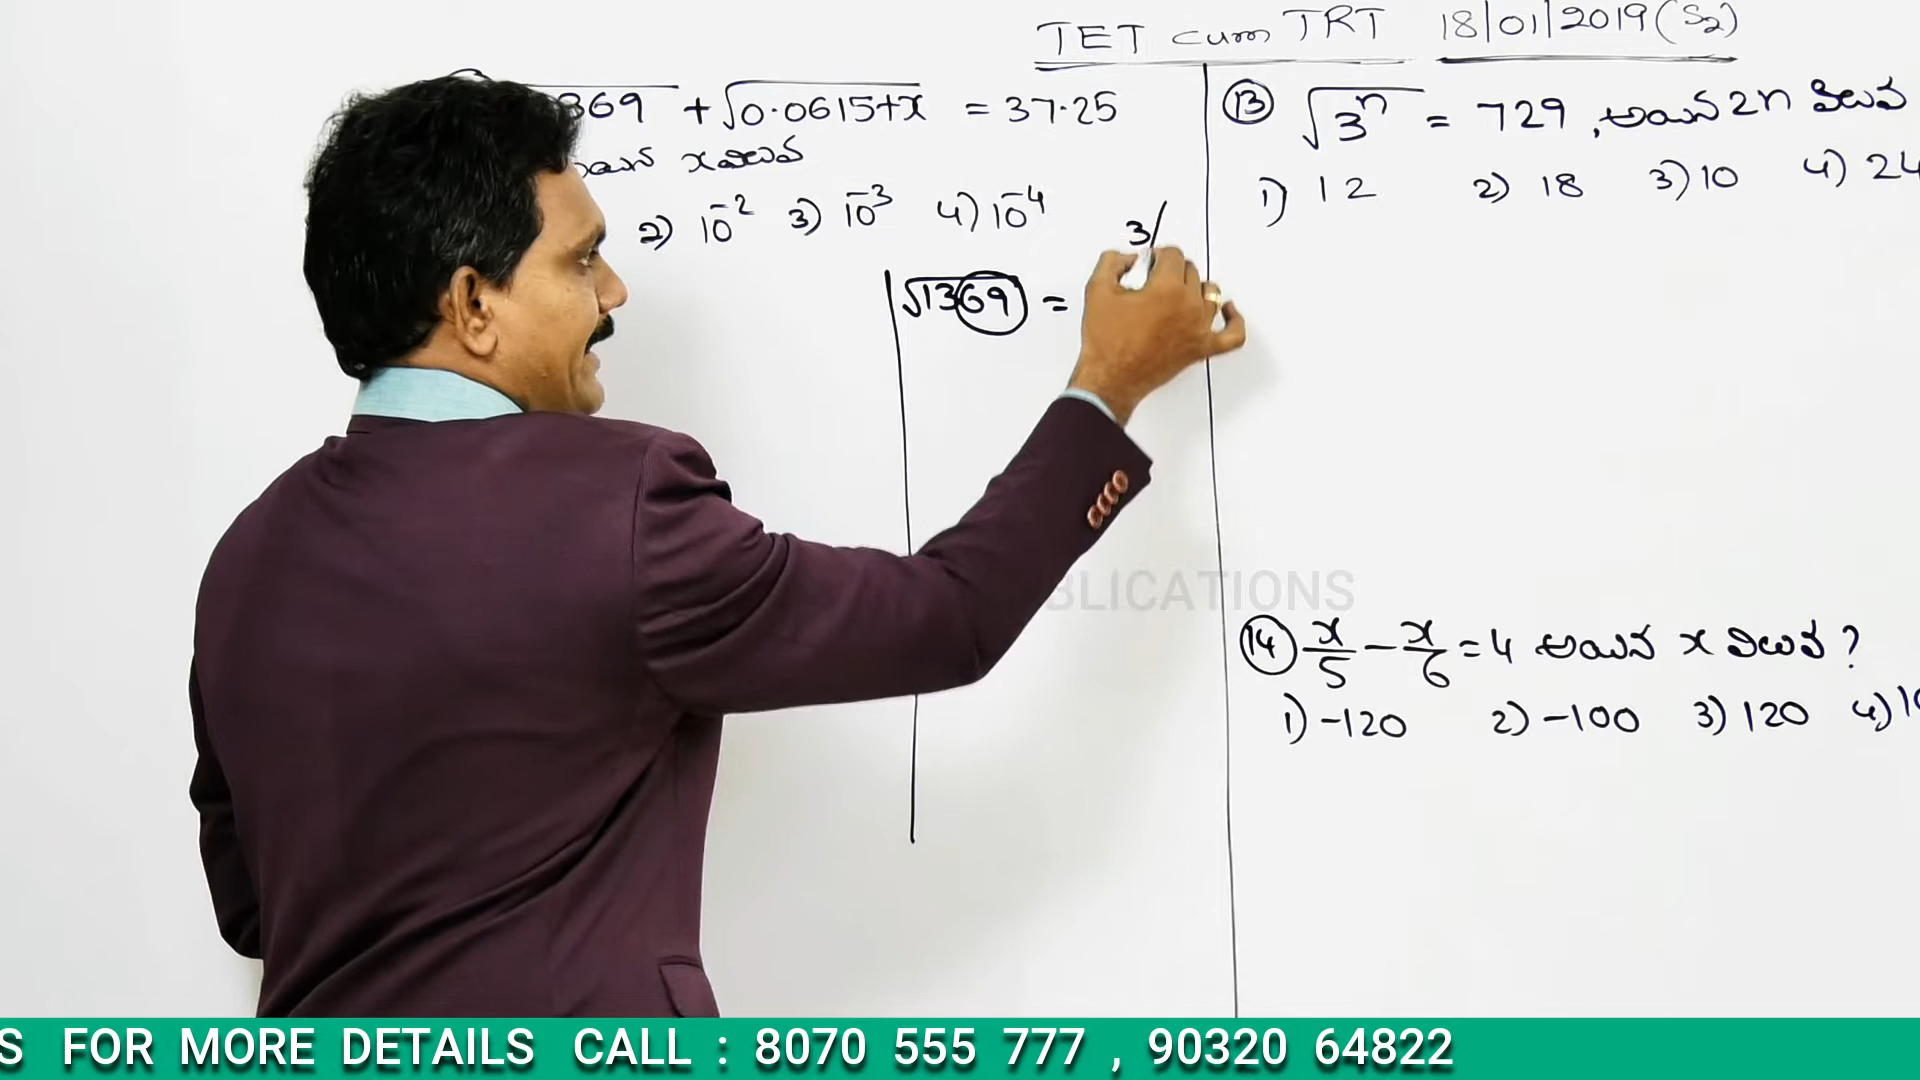 TET cum TRT 18/01/2019 (S2)
369 + √0.0615+x = 37.25
x విలువ
2) 10⁻² 3) 10⁻³ 4) 10⁻⁴
3/
√1369 =
13 √3ⁿ = 729, అయిన 2n విలువ
1) 12 2) 18 3) 10 4) 24
BLICATIONS
14 x/5 - x/6 = 4 అయిన x విలువ ?
1) -120 2) -100 3) 120 4)
S FOR MORE DETAILS CALL : 8070 555 777 , 90320 64822